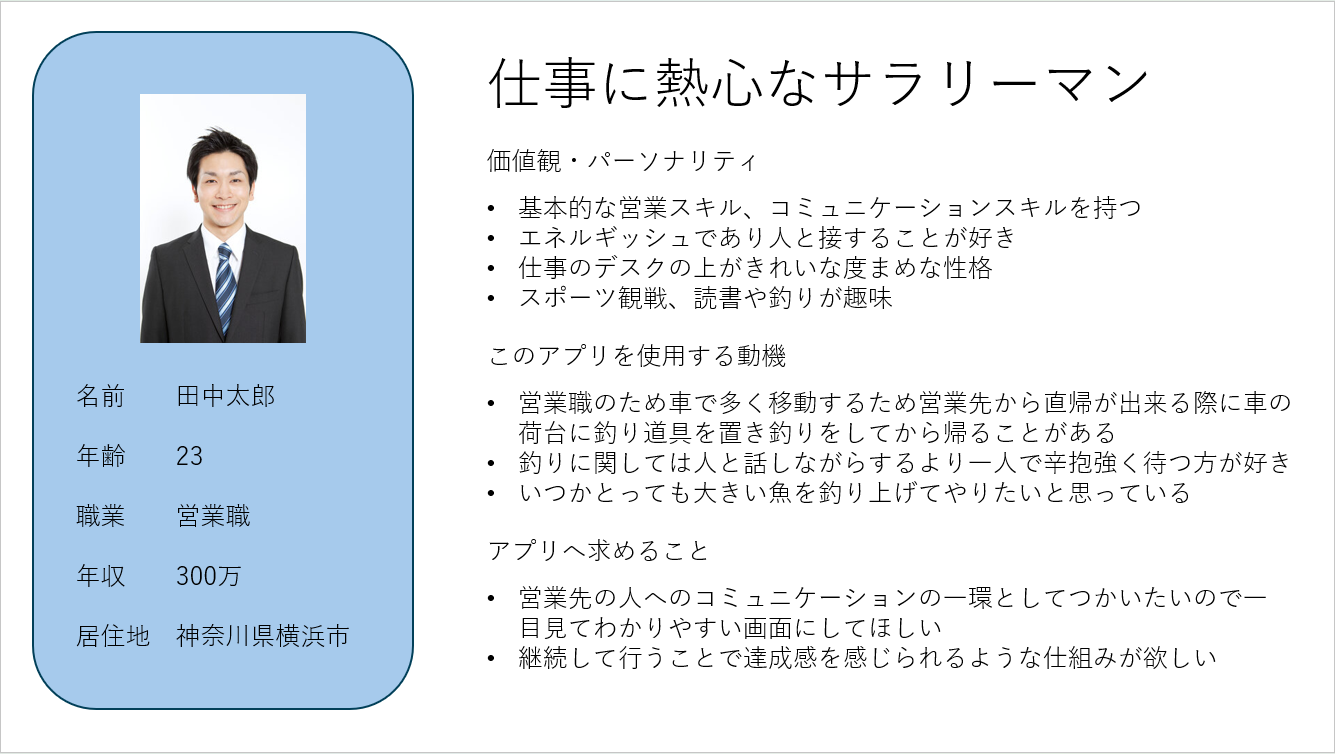 仕事に熱心なサラリーマン
価値観・パーソナリティ
• 基本的な営業スキル、コミュニケーションスキルを持つ
• エネルギッシュであり人と接することが好き
• 仕事のデスクの上がきれいな度まめな性格
• スポーツ観戦、読書や釣りが趣味
このアプリを使用する動機
• 営業職のため車で多く移動するため営業先から直帰が出来る際に車の
荷台に釣り道具を置き釣りをしてから帰ることがある
• 釣りに関しては人と話しながらするより一人で辛抱強く待つ方が好き
• いつかとっても大きい魚を釣り上げてやりたいと思っている
アプリへ求めること
• 営業先の人へのコミュニケーションの一環としてつかいたいので一
目見てわかりやすい画面にしてほしい
• 継続して行うことで達成感を感じられるような仕組みが欲しい
名前 田中太郎
年齢 23
職業 営業職
年収 300万
居住地 神奈川県横浜市